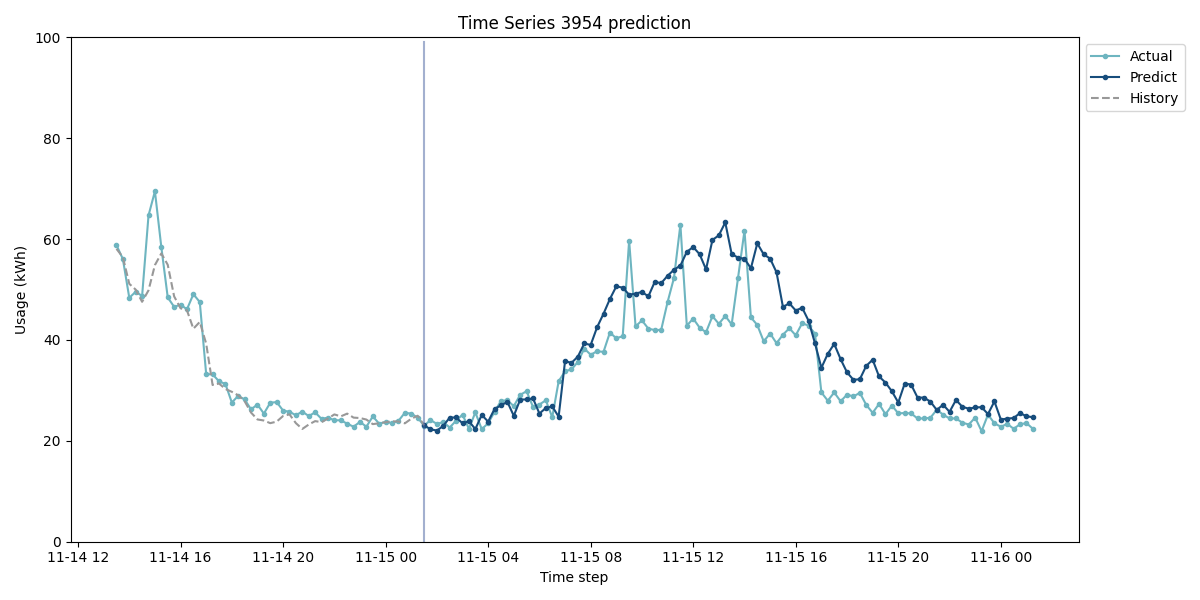 Time Series 3954 prediction
100
80
60
40
20
0
Usage (kWh)
11-14 12
11-14 16
11-14 20
11-15 00
11-15 04
11-15 08
11-15 12
11-15 16
11-15 20
11-16 00
Time step
Actual
Predict
History